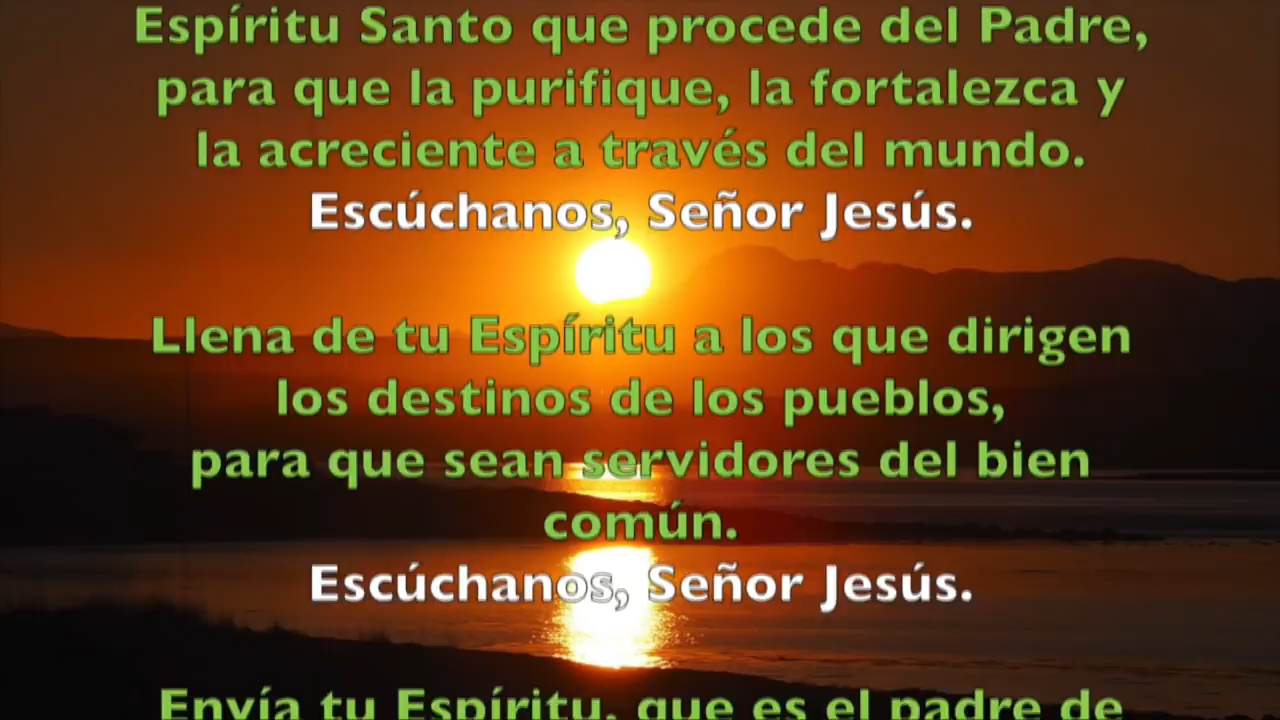 Espíritu Santo que procede del Padre,
para que la purifique, la fortalezca y
la acreciente a través del mundo.
Escúchanos, Señor Jesús.
Llena de tu Espíritu a los que dirigen
los destinos de los pueblos,
para que sean servidores del bien
común.
Escúchanos, Señor Jesús.
Envía tu Espíritu, que es el padre de